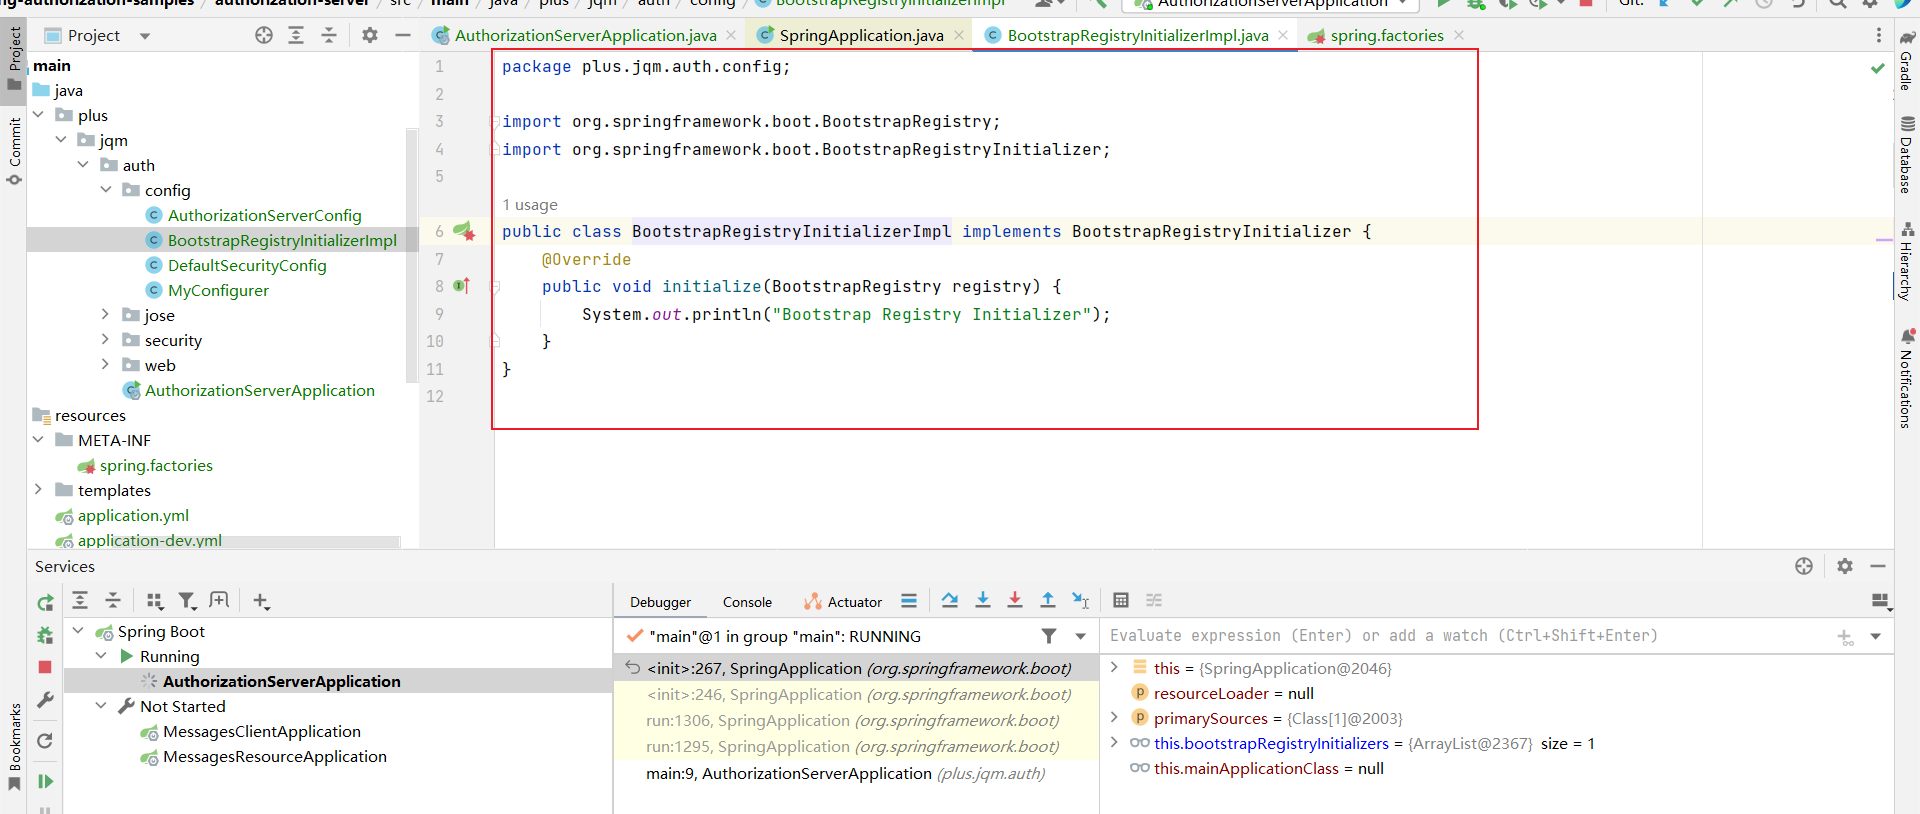 ng-authorization-samples / authorization-server / src / main / java / plus / jqm / auth / config / BootstrapRegistryInitializerImpl
AuthorizationServerApplication
Git:
Project
AuthorizationServerApplication.java
SpringApplication.java
BootstrapRegistryInitializerImpl.java
spring.factories
Project
Commit
Bookmarks
main
java
plus
jqm
auth
config
AuthorizationServerConfig
BootstrapRegistryInitializerImpl
DefaultSecurityConfig
MyConfigurer
jose
security
web
AuthorizationServerApplication
resources
META-INF
spring.factories
templates
application.yml
application-dev.yml
1 package plus.jqm.auth.config;
2
3 import org.springframework.boot.BootstrapRegistry;
4 import org.springframework.boot.BootstrapRegistryInitializer;
5
1 usage
6 public class BootstrapRegistryInitializerImpl implements BootstrapRegistryInitializer {
7 @Override
8 public void initialize(BootstrapRegistry registry) {
9 System.out.println("Bootstrap Registry Initializer");
10 }
11 }
12
Gradle
Database
Hierarchy
Notifications
Services
Spring Boot
Running
AuthorizationServerApplication
Not Started
MessagesClientApplication
MessagesResourceApplication
Debugger
Console
Actuator
"main"@1 in group "main": RUNNING
<init>:267, SpringApplication (org.springframework.boot)
<init>:246, SpringApplication (org.springframework.boot)
run:1306, SpringApplication (org.springframework.boot)
run:1295, SpringApplication (org.springframework.boot)
main:9, AuthorizationServerApplication (plus.jqm.auth)
Evaluate expression (Enter) or add a watch (Ctrl+Shift+Enter)
this = {SpringApplication@2046}
resourceLoader = null
primarySources = {Class[1]@2003}
this.bootstrapRegistryInitializers = {ArrayList@2367} size = 1
this.mainApplicationClass = null